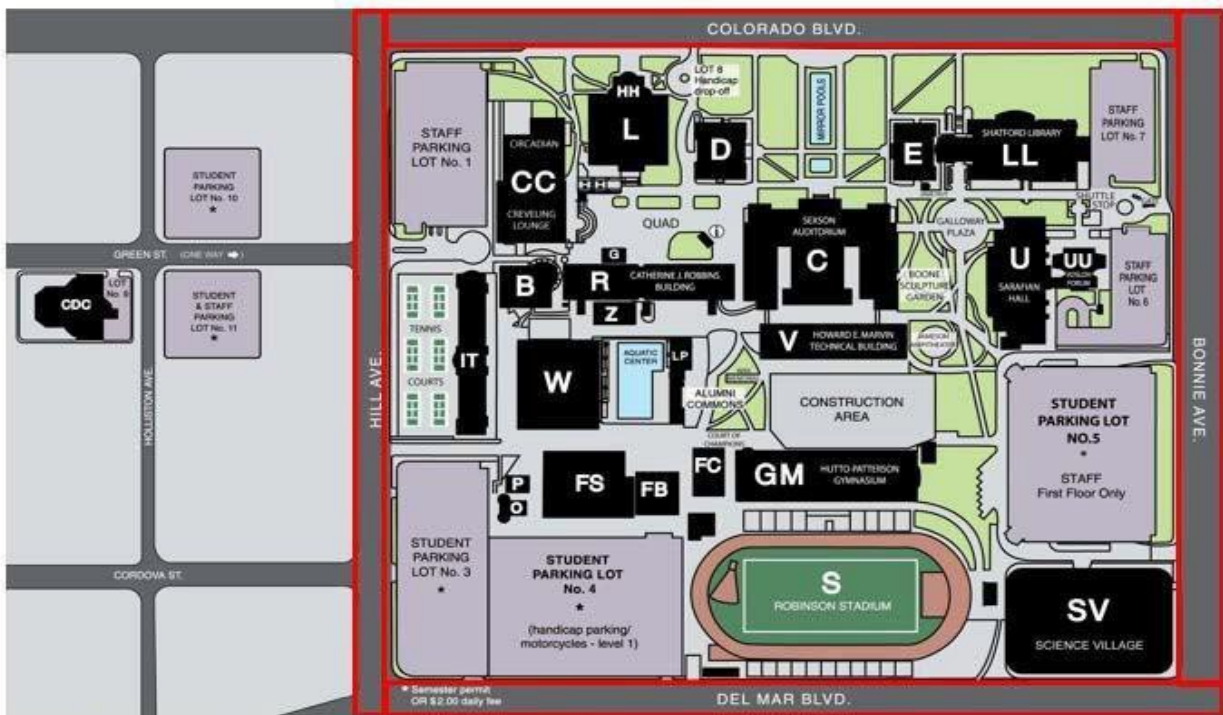 COLORADO BLVD.
HH
L
LOT 8
Handicap
drop-off
MIRROR POOLS
STAFF
PARKING
LOT No. 1
CIRCADIAN
CC
CREVELING
LOUNGE
D
E
SHATFORD LIBRARY
LL
STAFF
PARKING
LOT No. 7
STUDENT
PARKING
LOT No. 10
*
SHUTTLE
STOP
QUAD
i
SEXSON
AUDITORIUM
C
GALLOWAY
PLAZA
U
SARAFIAN
HALL
UU
FORUM
STAFF
PARKING
LOT No. 6
GREEN ST. (ONE WAY ➡)
G
B
R
CATHERINE J. ROBBINS
BUILDING
Z
BOONE
SCULPTURE
GARDEN
CDC
LOT
STUDENT
& STAFF
PARKING
LOT No. 11
*
TENNIS
COURTS
IT
W
AQUATIC
CENTER
LP
V
HOWARD E. MARVIN
TECHNICAL BUILDING
JAMESON
AMPHITHEATER
ALUMNI
COMMONS
CONSTRUCTION
AREA
STUDENT
PARKING LOT
NO.5
*
STAFF
First Floor Only
HOLLISTON AVE.
HILL AVE.
BONNIE AVE.
COURT OF
CHAMPIONS
P
O
FS
FB
FC
GM
HUTTO-PATTERSON
GYMNASIUM
STUDENT
PARKING
LOT No. 3
*
STUDENT
PARKING LOT
No. 4
*
(handicap parking/
motorcycles - level 1)
S
ROBINSON STADIUM
SV
SCIENCE VILLAGE
CORDOVA ST.
* Semester permit
OR $2.00 daily fee
DEL MAR BLVD.